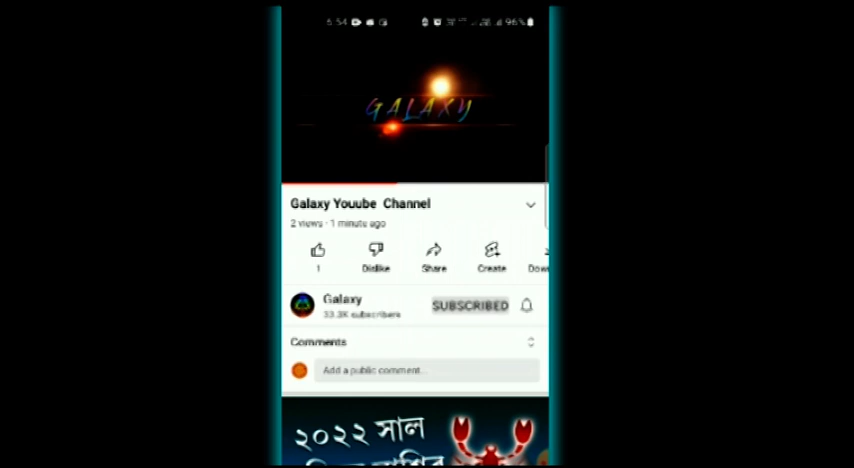 6:54 96%
GALAXY
Galaxy Youube Channel
2 views · 1 minute ago
1 Dislike Share Create Down
Galaxy
33.3K subscribers
SUBSCRIBED
Comments
Add a public comment...
২০২২ সাল